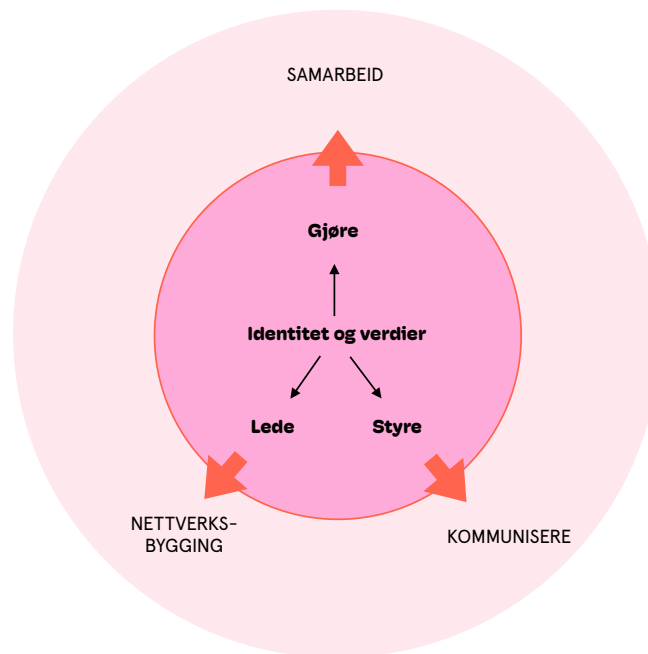 SAMARBEID
Gjøre
Identitet og verdier
Lede
Styre
NETTVERKS-
BYGGING
KOMMUNISERE